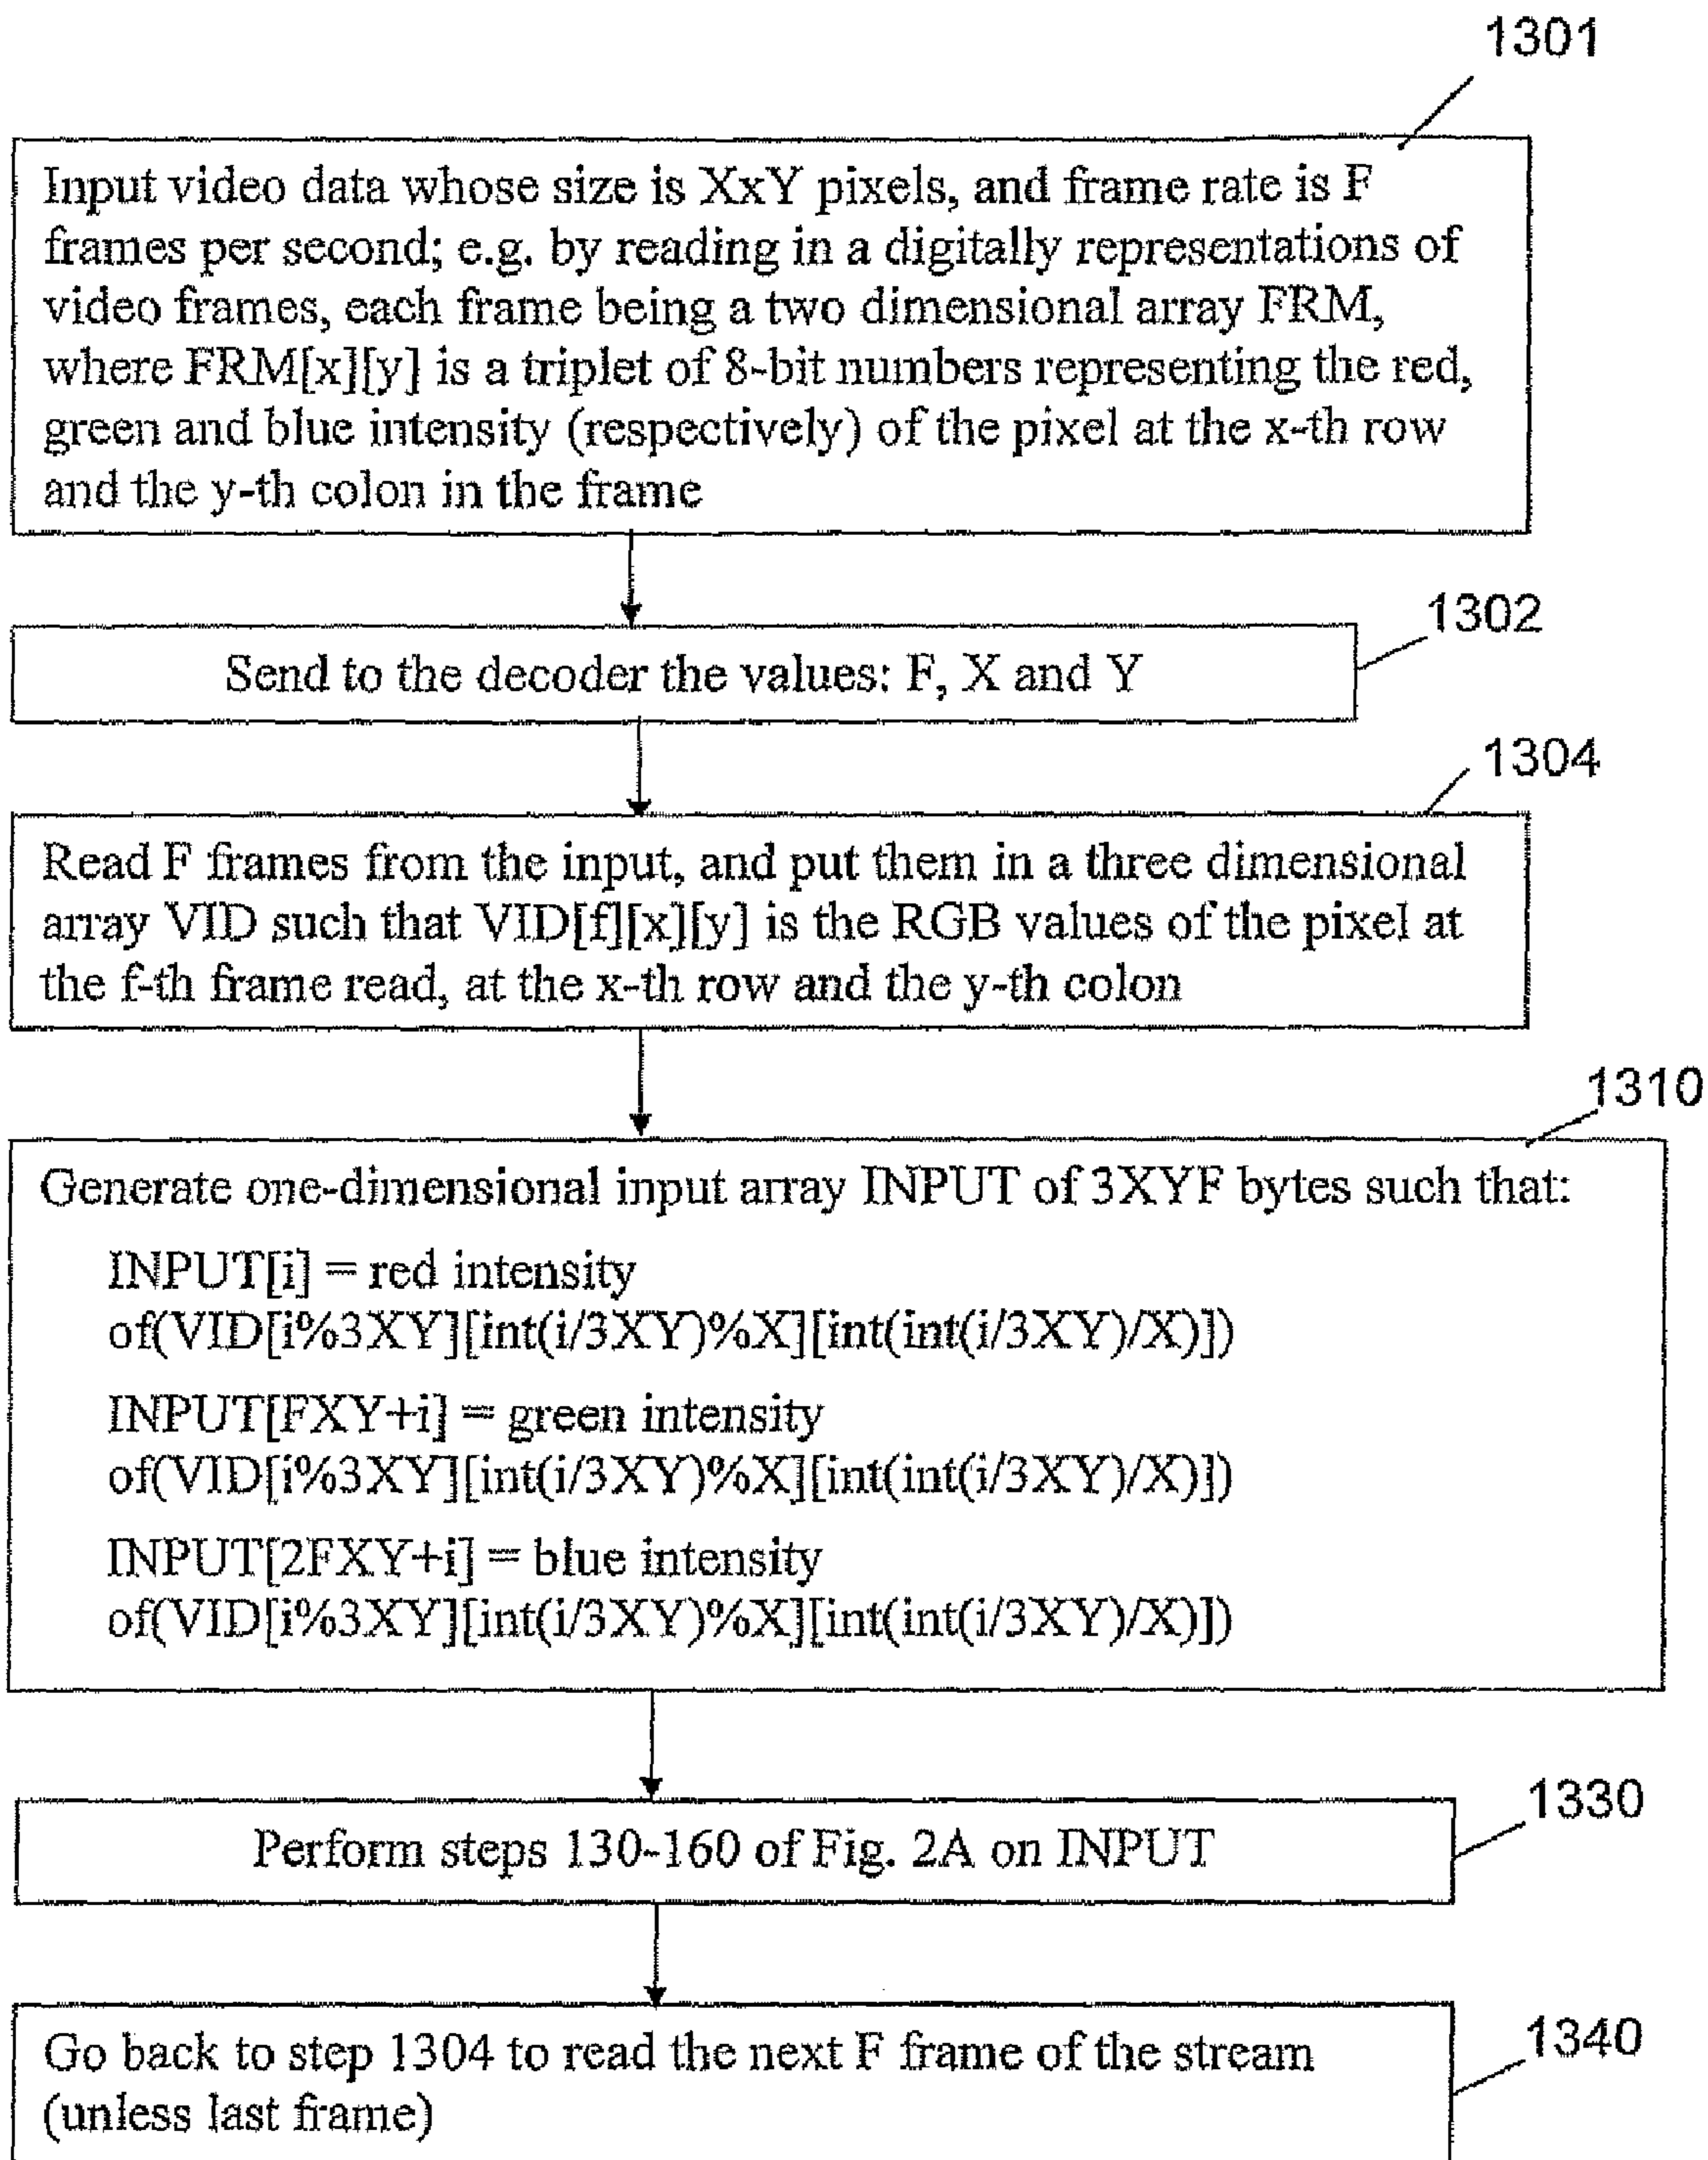 1301
Input video data whose size is XxY pixels, and frame rate is F
frames per second; e.g. by reading in a digitally representations of
video frames, each frame being a two dimensional array FRM,
where FRM[x][y] is a triplet of 8-bit numbers representing the red,
green and blue intensity (respectively) of the pixel at the x-th row
and the y-th colon in the frame
1302
Send to the decoder the values: F, X and Y
1304
Read F frames from the input, and put them in a three dimensional
array VID such that VID[f][x][y] is the RGB values of the pixel at
the f-th frame read, at the x-th row and the y-th colon
1310
Generate one-dimensional input array INPUT of 3XYF bytes such that:
INPUT[i] = red intensity
of(VID[i%3XY][int(i/3XY)%X][int(int(i/3XY)/X)])
INPUT[FXY+i] = green intensity
of(VID[i%3XY][int(i/3XY)%X][int(int(i/3XY)/X)])
INPUT[2FXY+i] = blue intensity
of(VID[i%3XY][int(i/3XY)%X][int(int(i/3XY)/X)])
1330
Perform steps 130-160 of Fig. 2A on INPUT
1340
Go back to step 1304 to read the next F frame of the stream
(unless last frame)